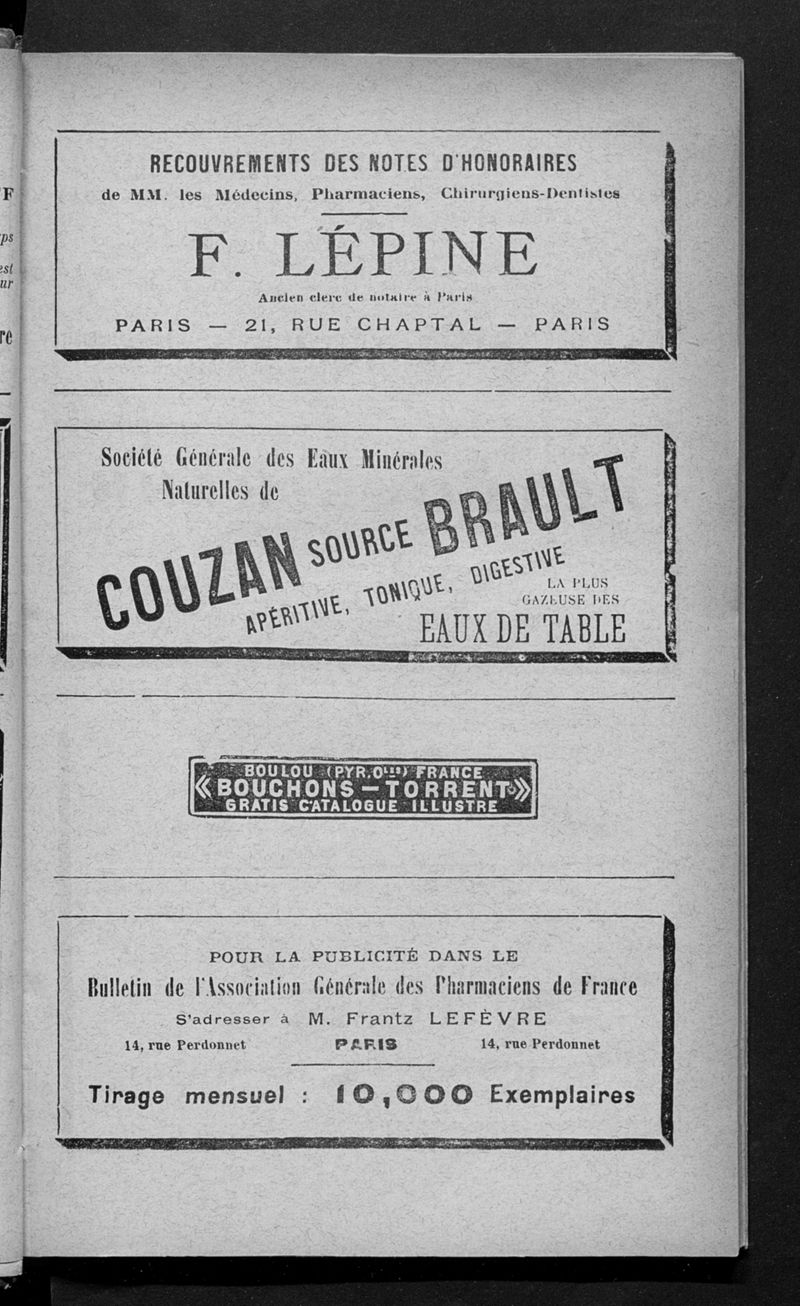 RECOUVREMENTS DES NOTES D'HONORAIRES
de MM. les Médecins, Pharmaciens, Chirurgiens-Dentistes
F. LÉPINE
Ancien clerc de notaire à Paris
PARIS — 21, RUE CHAPTAL — PARIS
Société Générale des Eaux Minérales
Naturelles de
COUZAN SOURCE BRAULT
APÉRITIVE, TONIQUE, DIGESTIVE
LA PLUS
GAZEUSE DES
EAUX DE TABLE
BOULOU (PYR.Oles) FRANCE
«BOUCHONS — TORRENT»
GRATIS CATALOGUE ILLUSTRE
POUR LA PUBLICITÉ DANS LE
Bulletin de l'Association Générale des Pharmaciens de France
S'adresser à M. Frantz LEFÈVRE
14, rue Perdonnet PARIS 14, rue Perdonnet
Tirage mensuel : 10,000 Exemplaires